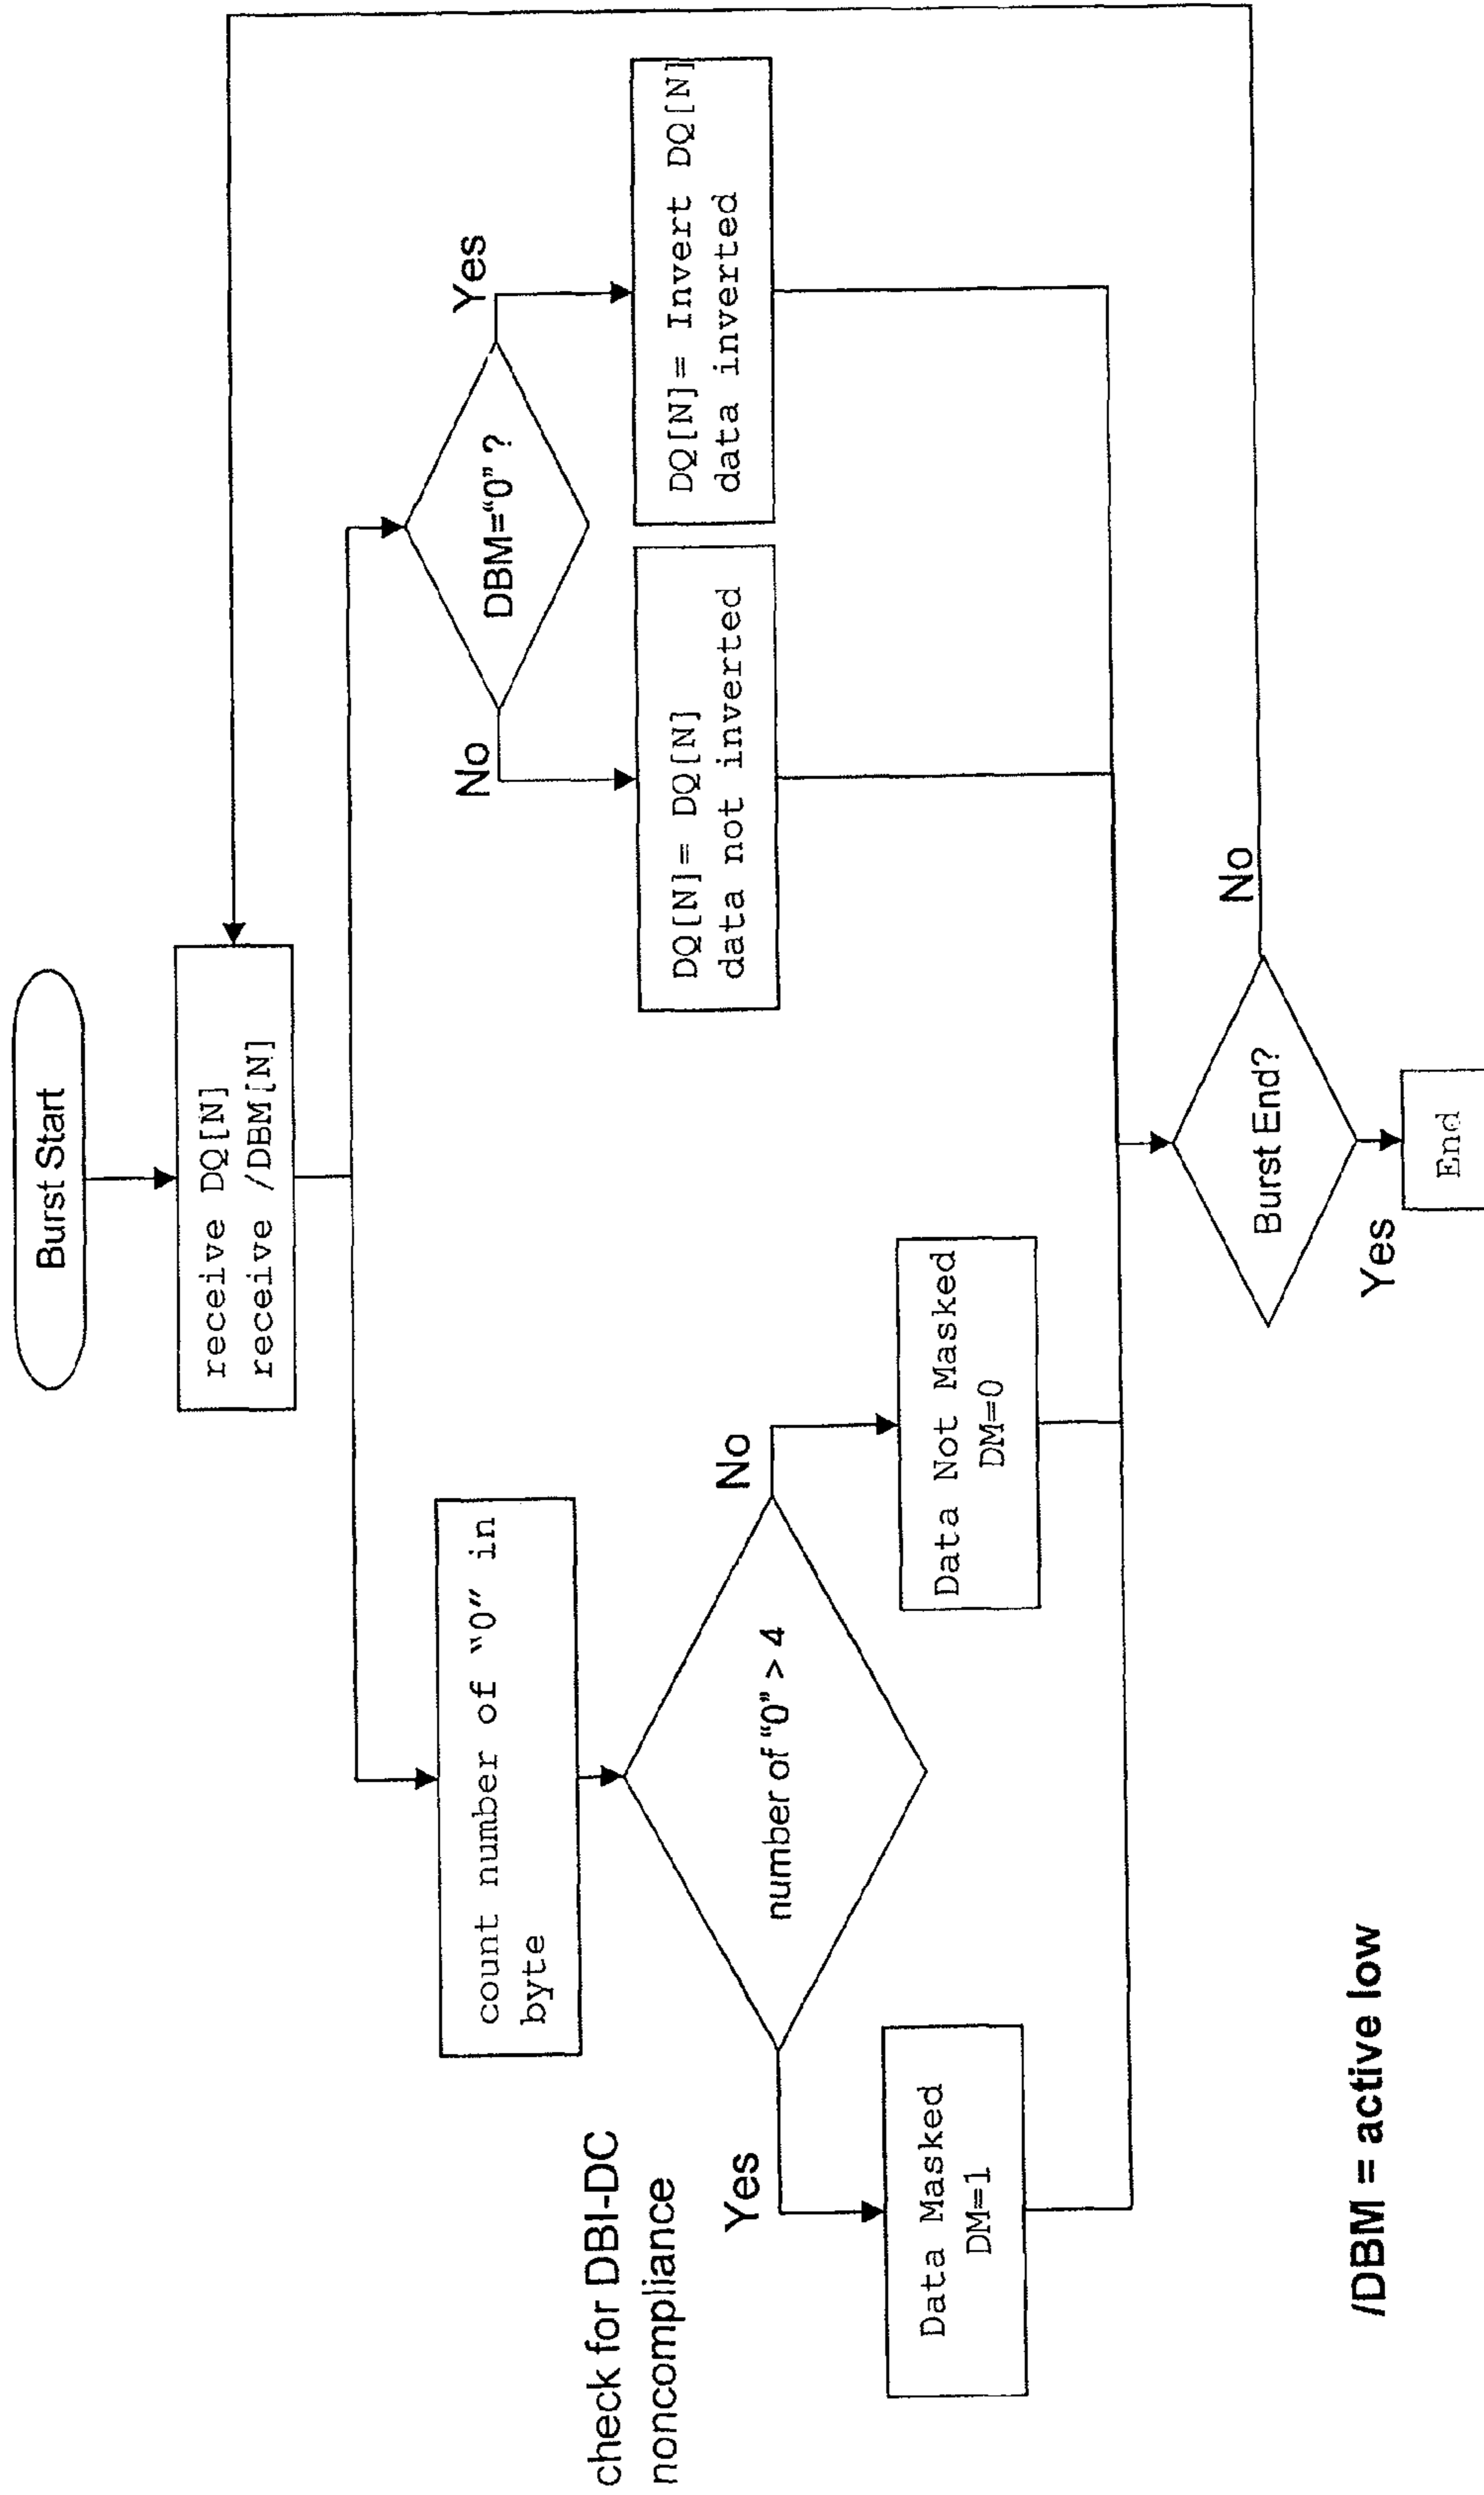 Burst Start
receive DQ[N]
receive /DBM[N]
count number of “0” in
byte
DBM=“0” ?
No
Yes
check for DBI-DC
noncompliance
number of “0” > 4
Yes
No
DQ[N]= DQ[N]
data not inverted
DQ[N]= Invert DQ[N]
data inverted
Data Masked
DM=1
Data Not Masked
DM=0
Burst End?
No
Yes
End
/DBM = active low